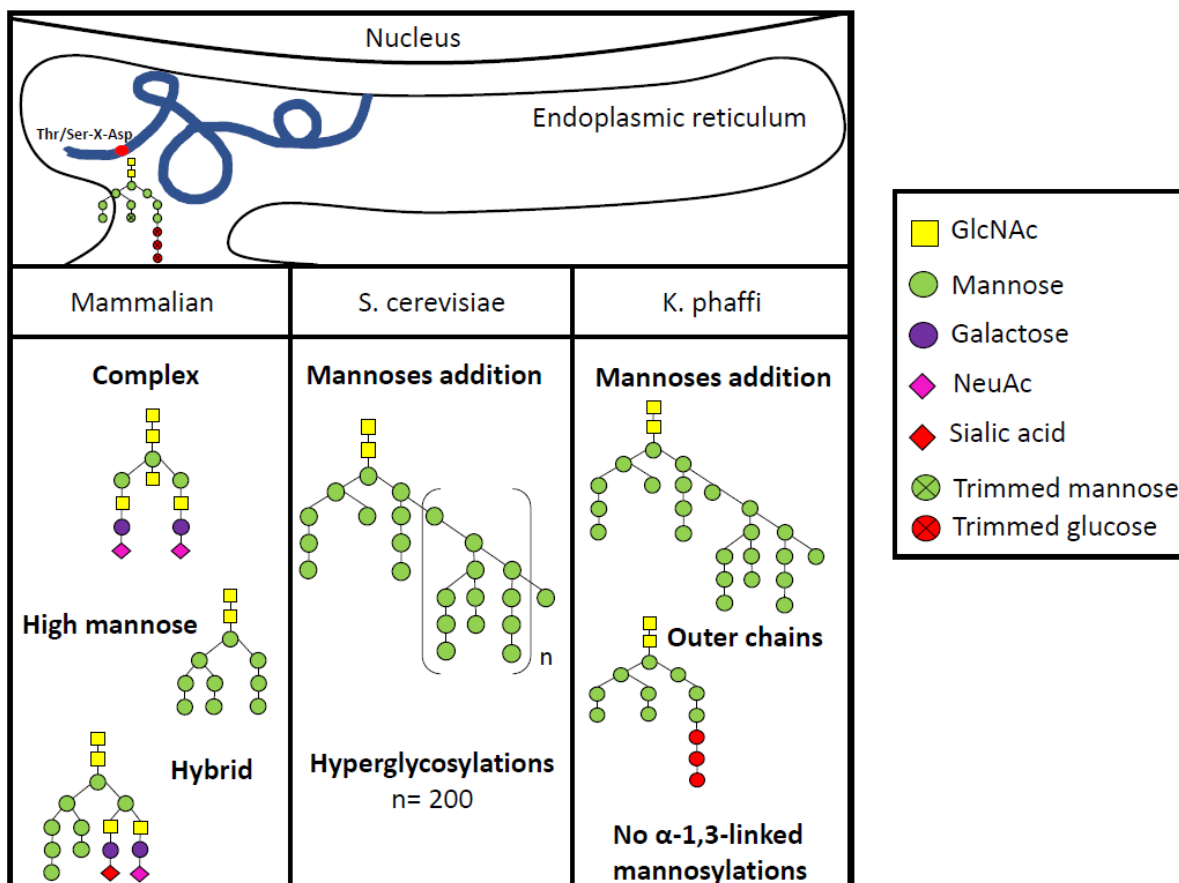 Nucleus
Endoplasmic reticulum
Thr/Ser-X-Asp
Mammalian
S. cerevisiae
K. phaffi
Complex
High mannose
Hybrid
Mannoses addition
n
Hyperglycosylations
n= 200
Mannoses addition
Outer chains
No α-1,3-linked
mannosylations
GlcNAc
Mannose
Galactose
NeuAc
Sialic acid
Trimmed mannose
Trimmed glucose